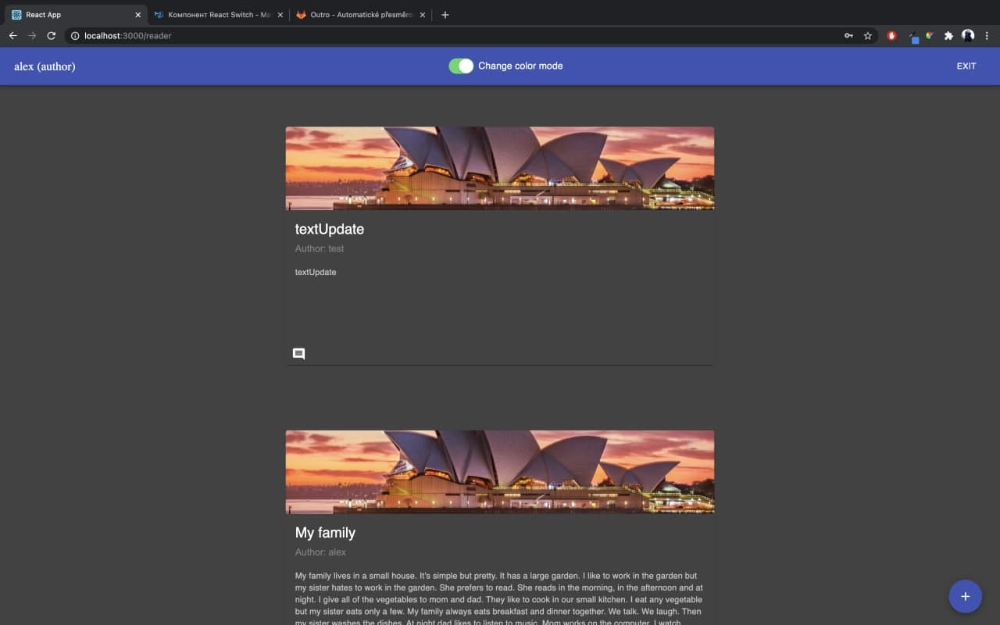 React App
Компонент React Switch - Ma
Outro - Automatické přesměro
localhost:3000/reader
alex (author)
Change color mode
EXIT
textUpdate
Author: test
textUpdate
My family
Author: alex
My family lives in a small house. It's simple but pretty. It has a large garden. I like to work in the garden but
my sister hates to work in the garden. She prefers to read. She reads in the morning, in the afternoon and at
night. I give all of the vegetables to mom and dad. They like to cook in our small kitchen. I eat any vegetable
but my sister eats only a few. My family always eats breakfast and dinner together. We talk. We laugh. Then
my sister washes the dishes. At night dad likes to listen to music. Mom works on the computer. I watch